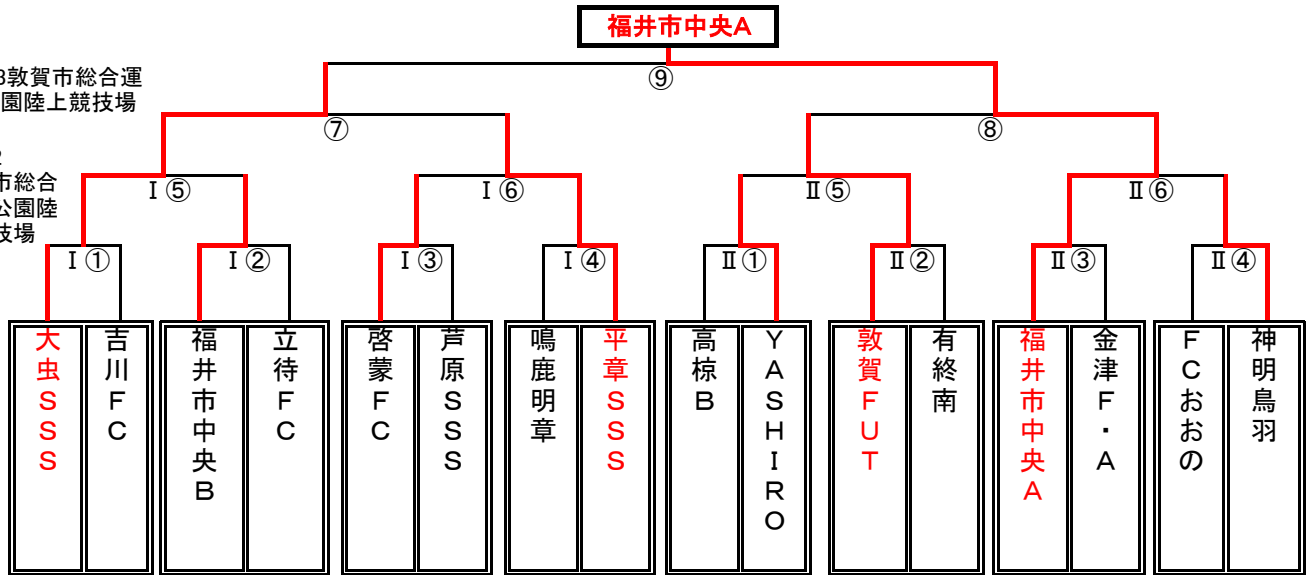 福井市中央A
⑨
3敦賀市総合運
園陸上競技場
⑦
⑧
2
市総合
公園陸
技場
Ⅰ⑤
Ⅰ⑥
Ⅱ⑤
Ⅱ⑥
Ⅰ①
Ⅰ②
Ⅰ③
Ⅰ④
Ⅱ①
Ⅱ②
Ⅱ③
Ⅱ④
大虫SSS
吉川FC
福井市中央B
立待FC
啓蒙FC
芦原SSS
鳴鹿明章
平章SSS
高椋B
YASHIRO
敦賀FUT
有終南
福井市中央A
金津F・A
FCおおの
神明鳥羽